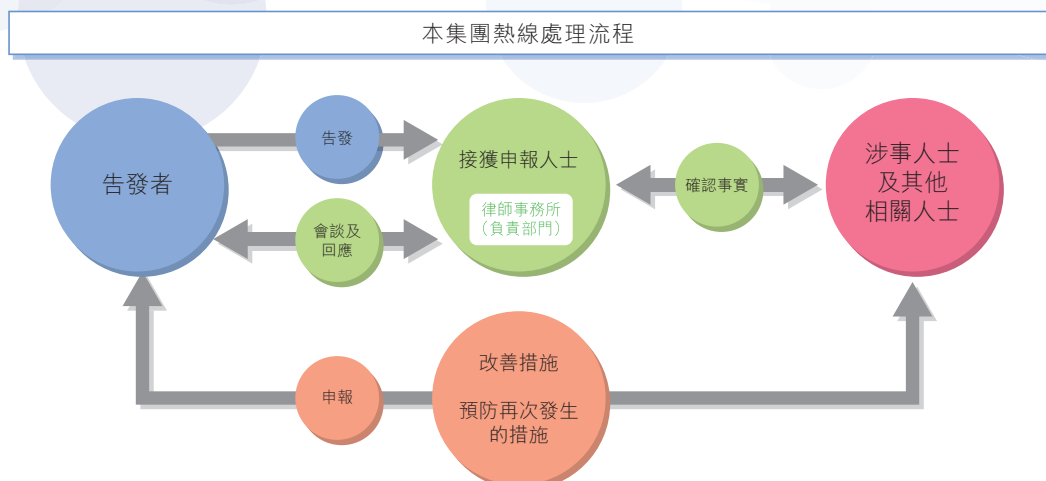 本集團熱線處理流程
告發者
告發
會談及
回應
接獲申報人士
律師事務所
（負責部門）
確認事實
涉事人士
及其他
相關人士
申報
改善措施
預防再次發生
的措施